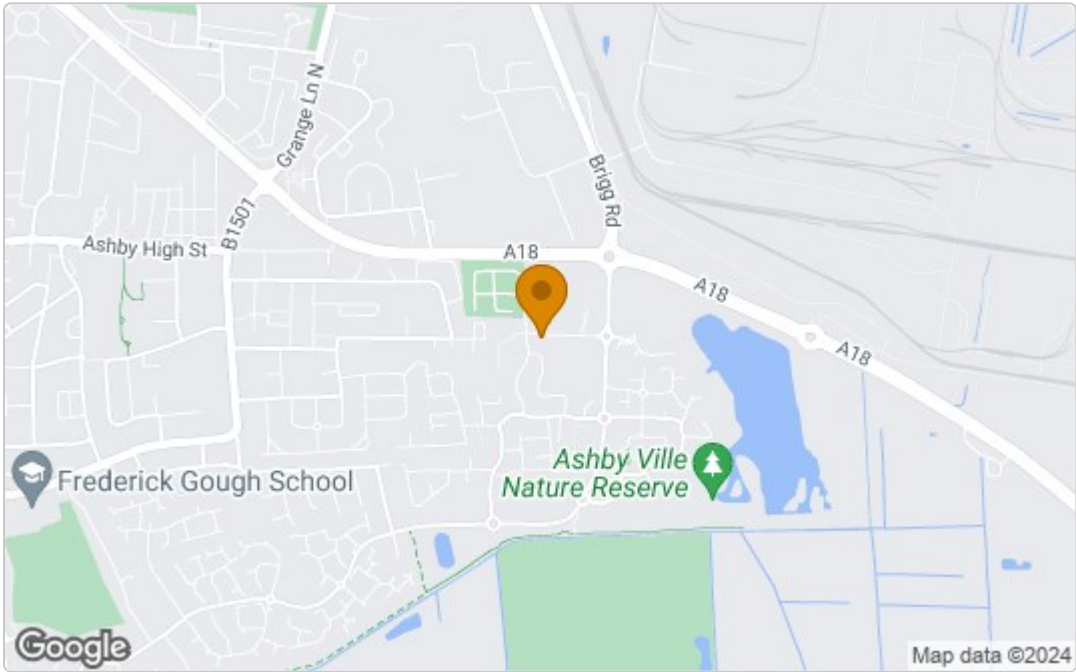 Grange Ln N
Brigg Rd
B1501
Ashby High St
A18
A18
A18
Ashby Ville
Nature Reserve
Frederick Gough School
Google
Map data ©2024